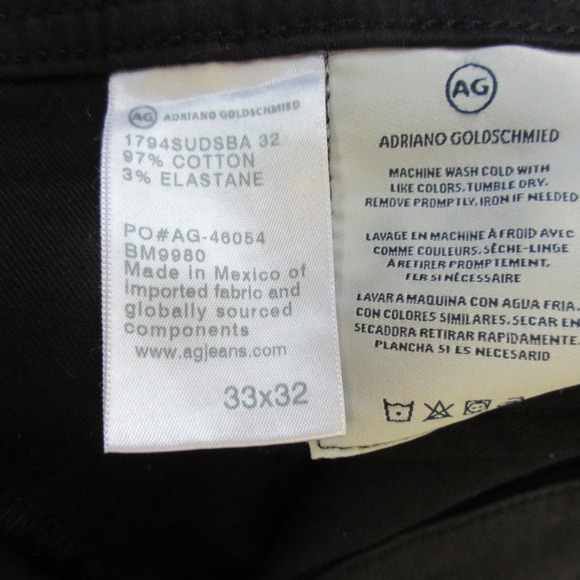 AG ADRIANO GOLDSCHMIED
1794SUDSBA 32
97% COTTON
3% ELASTANE
PO#AG-46054
BM9980
Made in Mexico of
imported fabric and
globally sourced
components
www.agjeans.com
33x32
AG
ADRIANO GOLDSCHMIED
MACHINE WASH COLD WITH
LIKE COLORS. TUMBLE DRY.
REMOVE PROMPTLY. IRON IF NEEDED
LAVAGE EN MACHINE À FROID AVEC
COMME COULEURS. SÈCHE-LINGE
À RETIRER PROMPTEMENT,
FER SI NÉCESSAIRE
LAVAR A MAQUINA CON AGUA FRIA.
CON COLORES SIMILARES. SECAR EN
SECADORA RETIRAR RAPIDAMENTE.
PLANCHA SI ES NECESARIO